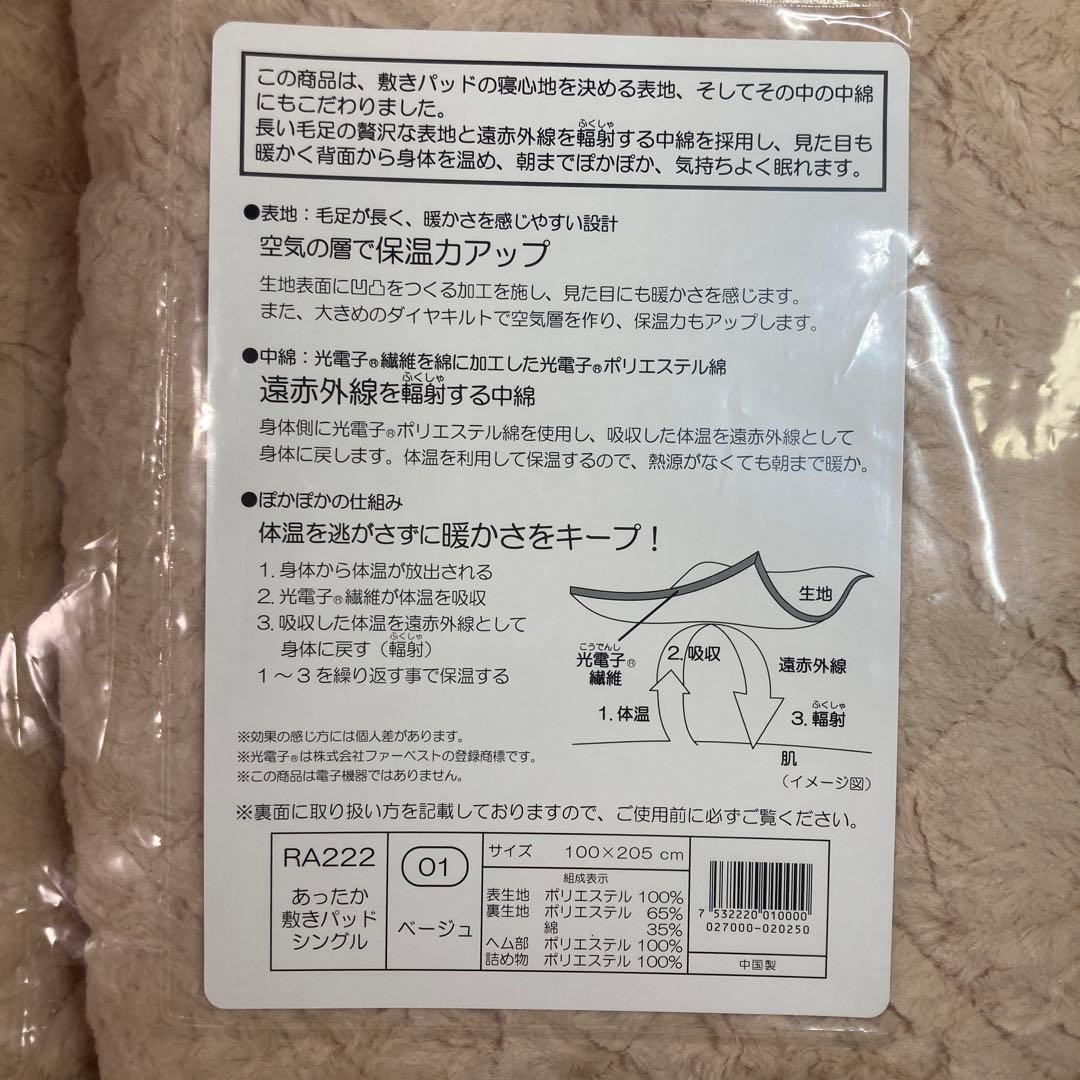 この商品は、敷きパッドの寝心地を決める表地、そしてその中の中綿
にもこだわりました。
ふくしゃ
長い毛足の贅沢な表地と遠赤外線を輻射する中綿を採用し、見た目も
暖かく背面から身体を温め、朝までぽかぽか、気持ちよく眠れます。
●表地：毛足が長く、暖かさを感じやすい設計
空気の層で保温力アップ
生地表面に凹凸をつくる加工を施し、見た目にも暖かさを感じます。
また、大きめのダイヤキルトで空気層を作り、保温力もアップします。
●中綿：光電子®繊維を綿に加工した光電子®ポリエステル綿
ふくしゃ
遠赤外線を輻射する中綿
身体側に光電子®ポリエステル綿を使用し、吸収した体温を遠赤外線として
身体に戻します。体温を利用して保温するので、熱源がなくても朝まで暖か。
●ぽかぽかの仕組み
体温を逃がさずに暖かさをキープ！
1.身体から体温が放出される
2.光電子®繊維が体温を吸収
3.吸収した体温を遠赤外線として
ふくしゃ
身体に戻す（輻射）
1～3を繰り返す事で保温する
生地
こうでんし
光電子®
繊維
2.吸収
遠赤外線
1.体温
ふくしゃ
3.輻射
肌
（イメージ図）
※効果の感じ方には個人差があります。
※光電子®は株式会社ファーベストの登録商標です。
※この商品は電子機器ではありません。
※裏面に取り扱い方を記載しておりますので、ご使用前に必ずご覧ください。
RA222
あったか
敷きパッド
シングル
01
ベージュ
サイズ 100×205 cm
組成表示
表生地 ポリエステル 100%
裏生地 ポリエステル 65%
綿 35%
ヘム部 ポリエステル 100%
詰め物 ポリエステル 100%
7 532220 010000
027000-020250
中国製